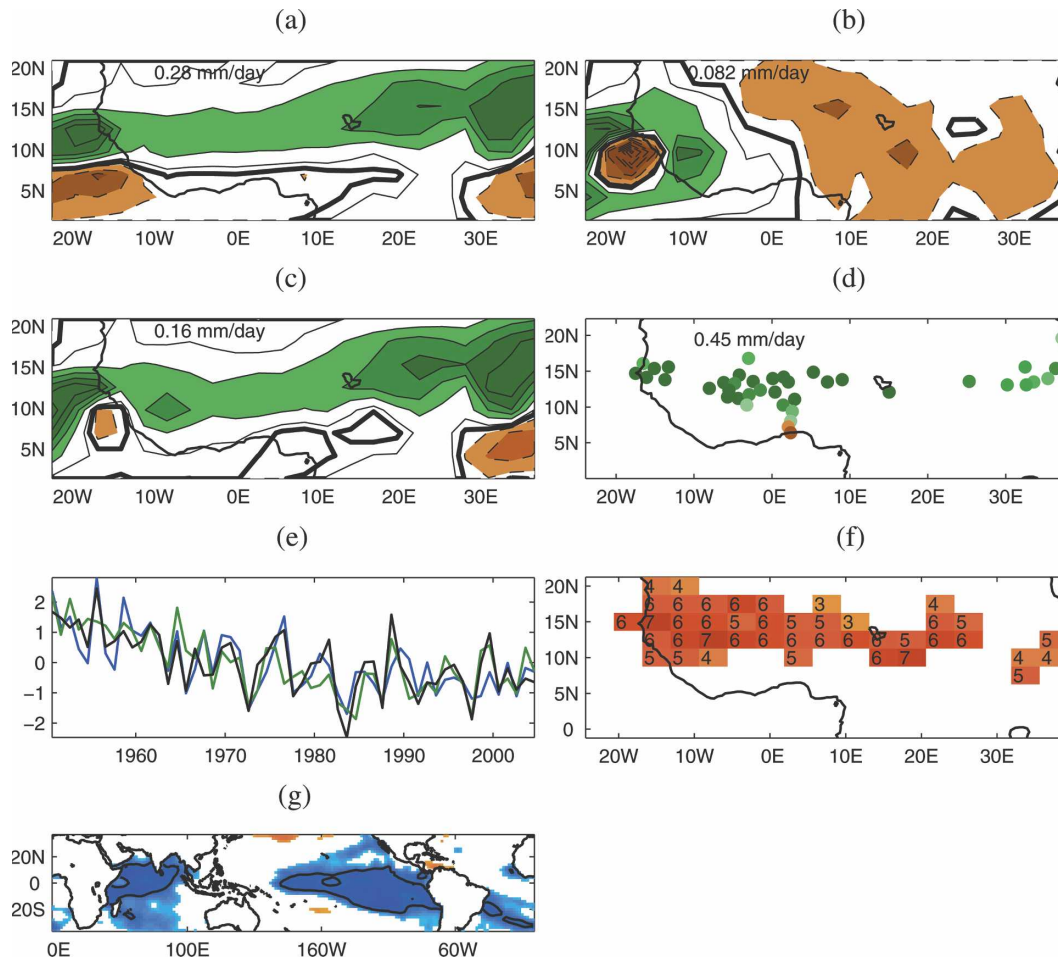 (a)
20N
15N
10N
5N
0.28 mm/day
20W 10W 0E 10E 20E 30E
(b)
20N
15N
10N
5N
0.082 mm/day
20W 10W 0E 10E 20E 30E
(c)
20N
15N
10N
5N
0.16 mm/day
20W 10W 0E 10E 20E 30E
(d)
20N
15N
10N
5N
0.45 mm/day
20W 10W 0E 10E 20E 30E
(e)
2
1
0
−1
−2
1960 1970 1980 1990 2000
(f)
20N
15N
10N
5N
0
4 4
6 6 6 6 6 3 4
6 7 6 6 5 6 5 5 3 6 5
6 6 7 6 6 6 6 6 5 6 6 5
5 5 4 5 6 7 4 4
5
20W 10W 0E 10E 20E 30E
(g)
20N
0
20S
0E 100E 160W 60W